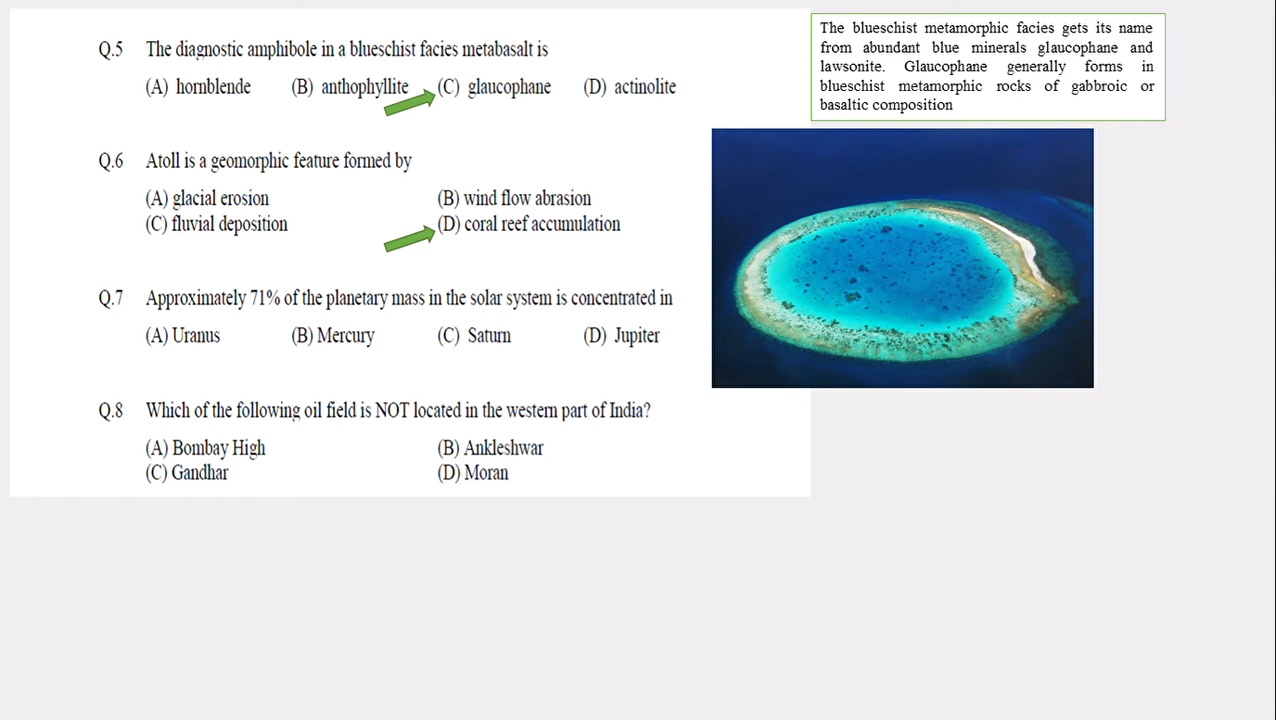 Q.5 The diagnostic amphibole in a blueschist facies metabasalt is
(A) hornblende (B) anthophyllite (C) glaucophane (D) actinolite
Q.6 Atoll is a geomorphic feature formed by
(A) glacial erosion (B) wind flow abrasion
(C) fluvial deposition (D) coral reef accumulation
Q.7 Approximately 71% of the planetary mass in the solar system is concentrated in
(A) Uranus (B) Mercury (C) Saturn (D) Jupiter
Q.8 Which of the following oil field is NOT located in the western part of India?
(A) Bombay High (B) Ankleshwar
(C) Gandhar (D) Moran
The blueschist metamorphic facies gets its name
from abundant blue minerals glaucophane and
lawsonite. Glaucophane generally forms in
blueschist metamorphic rocks of gabbroic or
basaltic composition